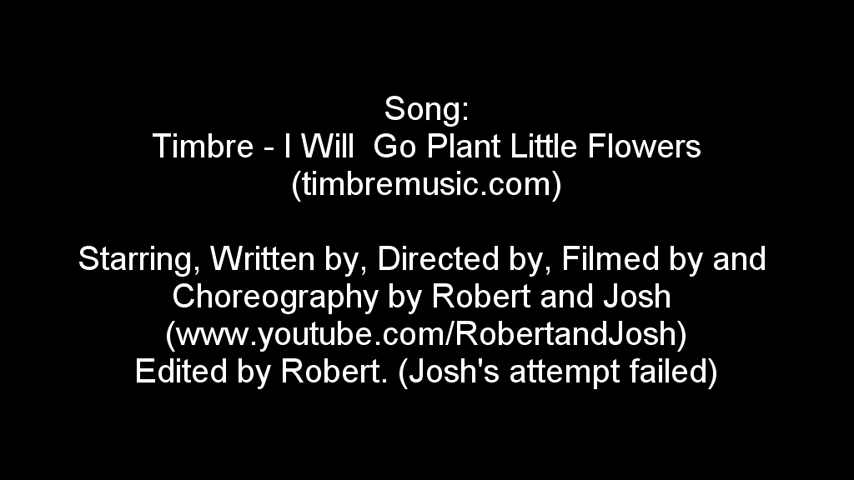 Song:
Timbre - I Will  Go Plant Little Flowers
(timbremusic.com)
Starring, Written by, Directed by, Filmed by and
Choreography by Robert and Josh
(www.youtube.com/RobertandJosh)
Edited by Robert. (Josh's attempt failed)